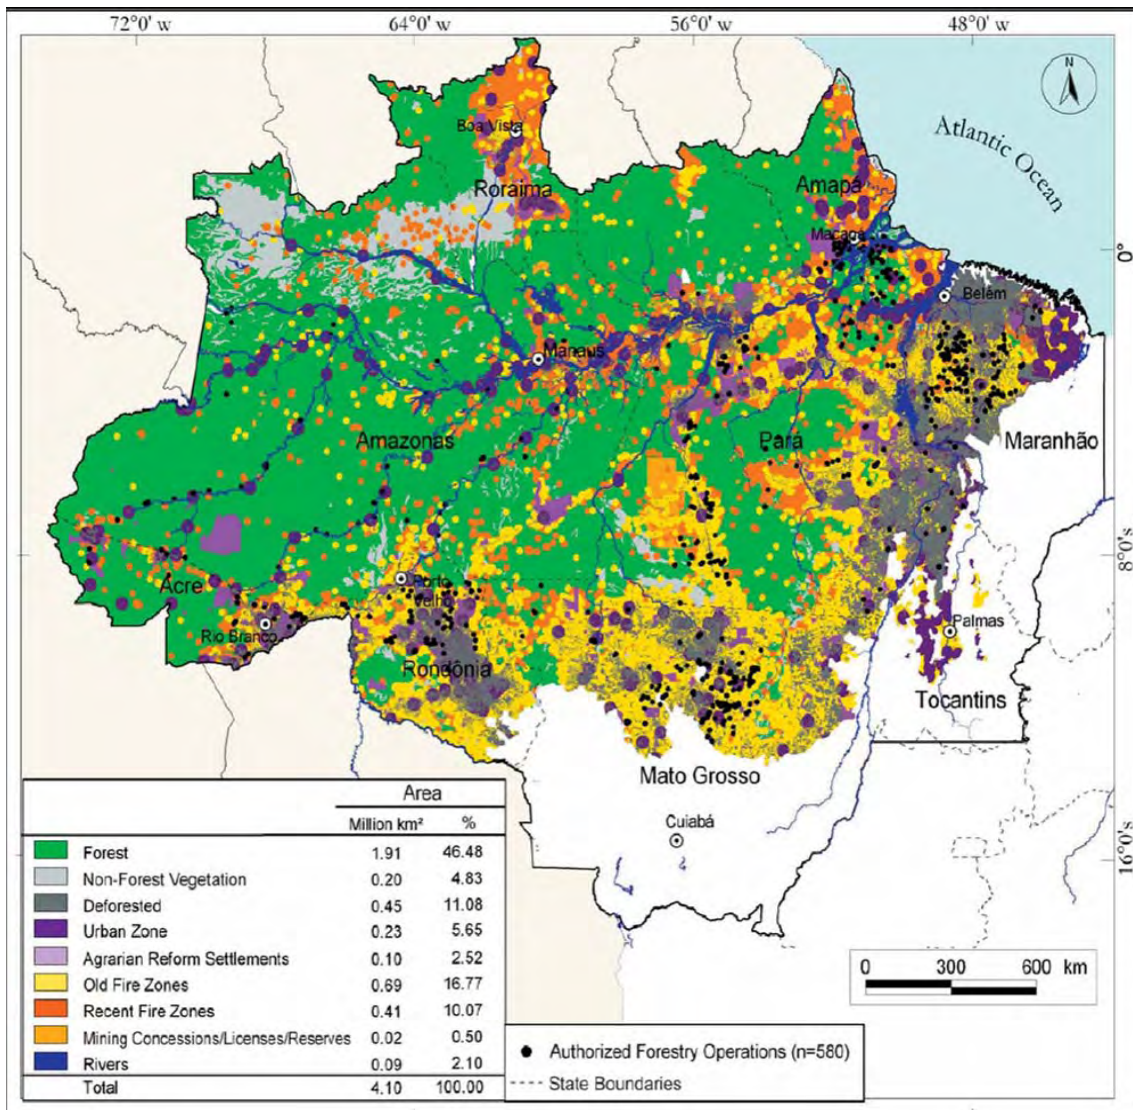 72°0' w 64°0' w 56°0' w 48°0' w
N
Atlantic Ocean
Boa Vista
Roraima
Amapá
Macapá
0°
Belém
Manaus
Amazonas
Pará
Maranhão
8°0's
Acre
Porto
Velho
Rio Branco
Palmas
Rondônia
Tocantins
Mato Grosso
Cuiabá
16°0's
Area
Million km² %
Forest 1.91 46.48
Non-Forest Vegetation 0.20 4.83
Deforested 0.45 11.08
Urban Zone 0.23 5.65
Agrarian Reform Settlements 0.10 2.52
Old Fire Zones 0.69 16.77
Recent Fire Zones 0.41 10.07
Mining Concessions/Licenses/Reserves 0.02 0.50
Rivers 0.09 2.10
Total 4.10 100.00
0 300 600 km
Authorized Forestry Operations (n=580)
State Boundaries